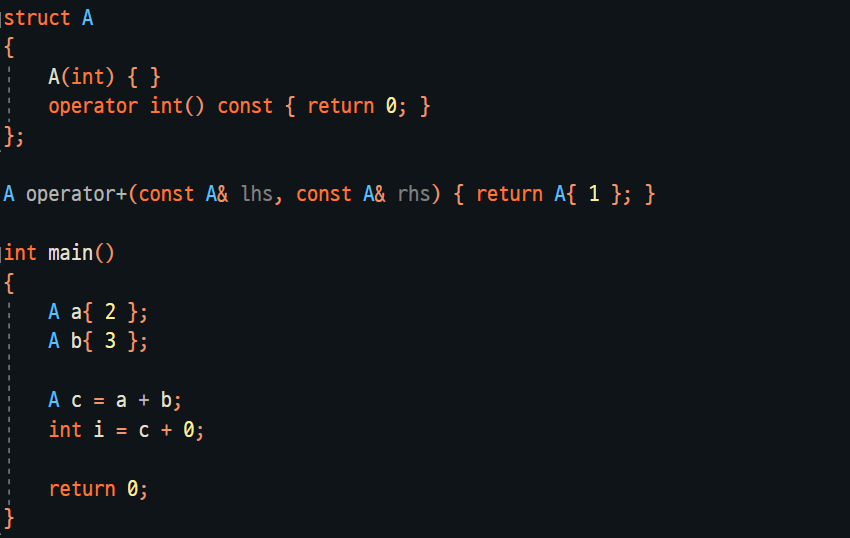 struct A
{
    A(int) { }
    operator int() const { return 0; }
};

A operator+(const A& lhs, const A& rhs) { return A{ 1 }; }

int main()
{
    A a{ 2 };
    A b{ 3 };

    A c = a + b;
    int i = c + 0;

    return 0;
}